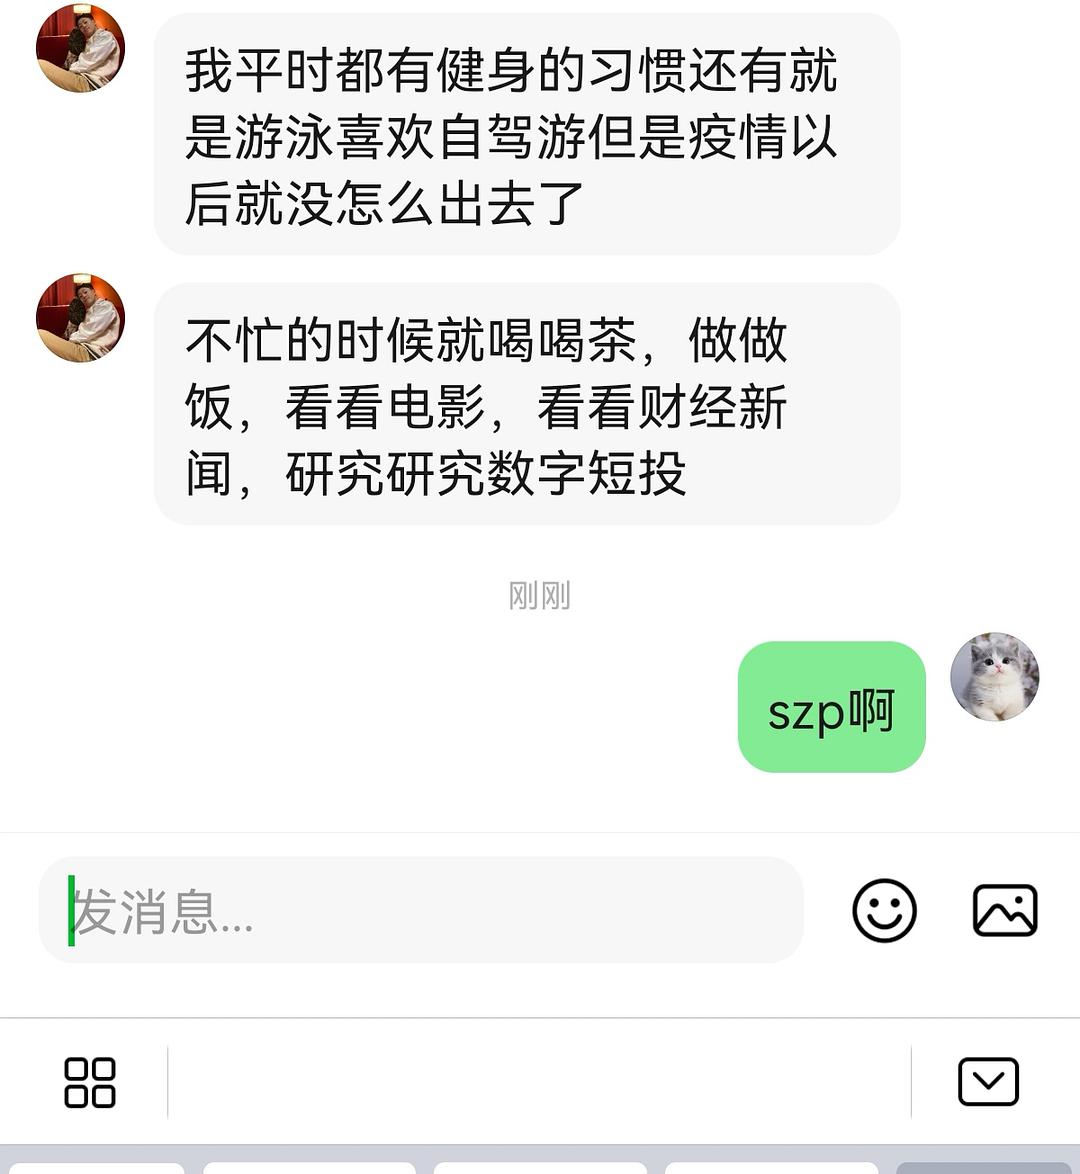 我平时都有健身的习惯还有就
是游泳喜欢自驾游但是疫情以
后就没怎么出去了
不忙的时候就喝喝茶，做做
饭，看看电影，看看财经新
闻，研究研究数字短投
刚刚
szp啊
发消息...